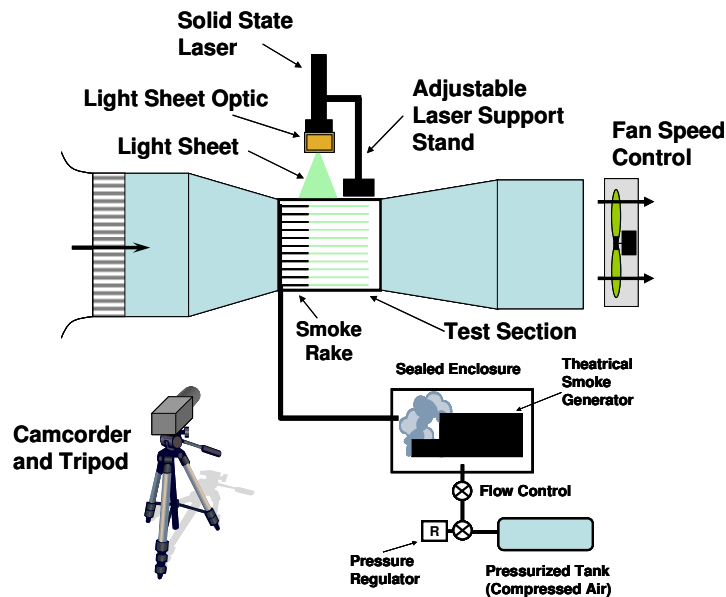 Solid State
Laser
Light Sheet Optic
Light Sheet
Adjustable
Laser Support
Stand
Fan Speed
Control
Smoke
Rake
Test Section
Sealed Enclosure
Theatrical
Smoke
Generator
Camcorder
and Tripod
Flow Control
R
Pressure
Regulator
Pressurized Tank
(Compressed Air)